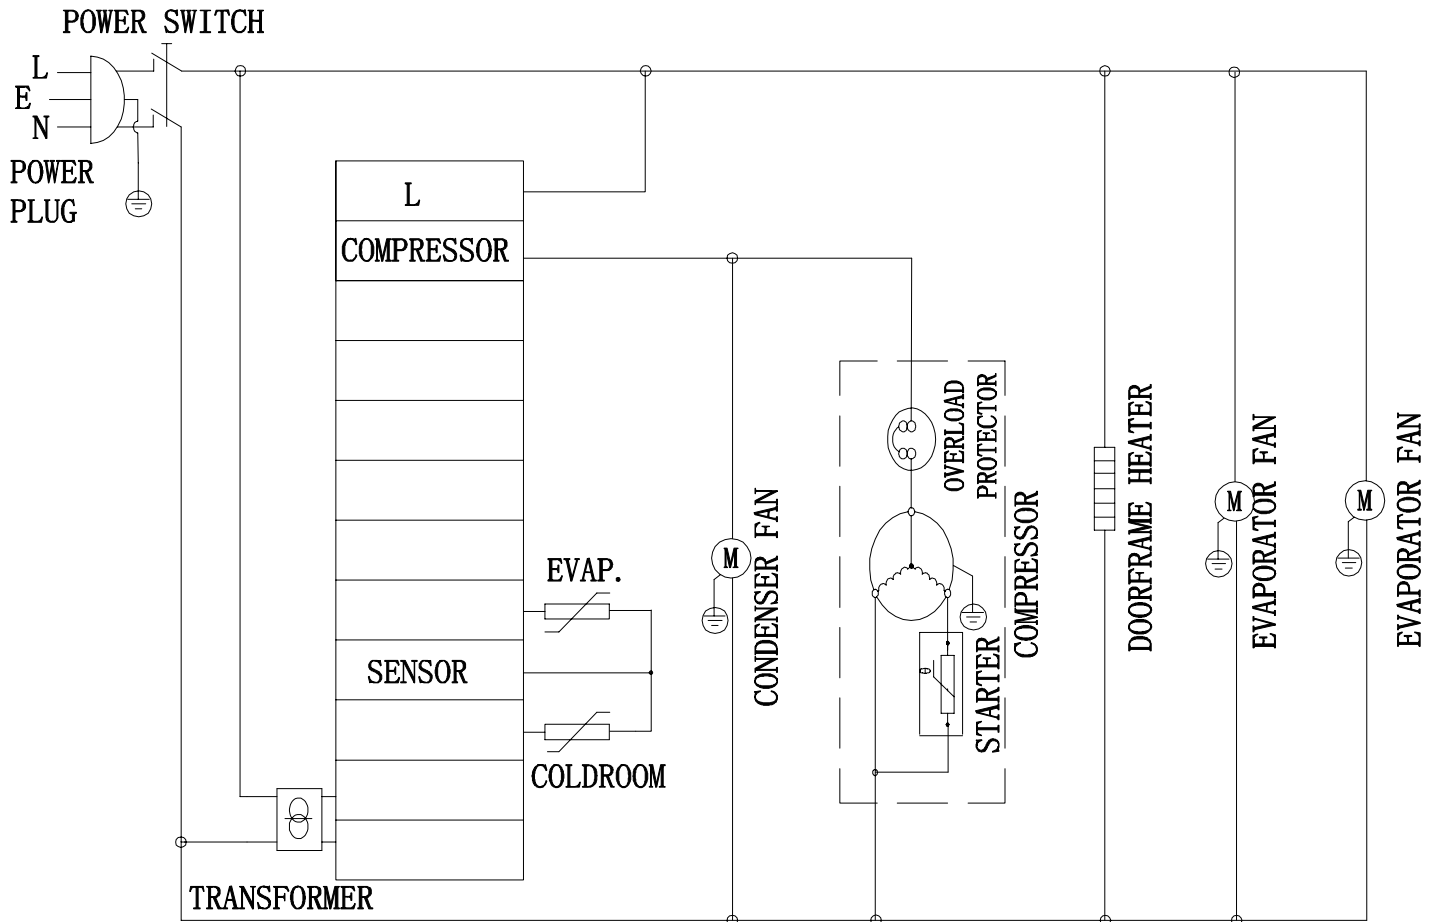 POWER SWITCH
L
E
N
POWER
PLUG
L
COMPRESSOR
EVAP.
SENSOR
COLDROOM
TRANSFORMER
CONDENSER FAN
M
OVERLOAD
PROTECTOR
θ
STARTER
COMPRESSOR
DOORFRAME HEATER
M
EVAPORATOR FAN
M
EVAPORATOR FAN